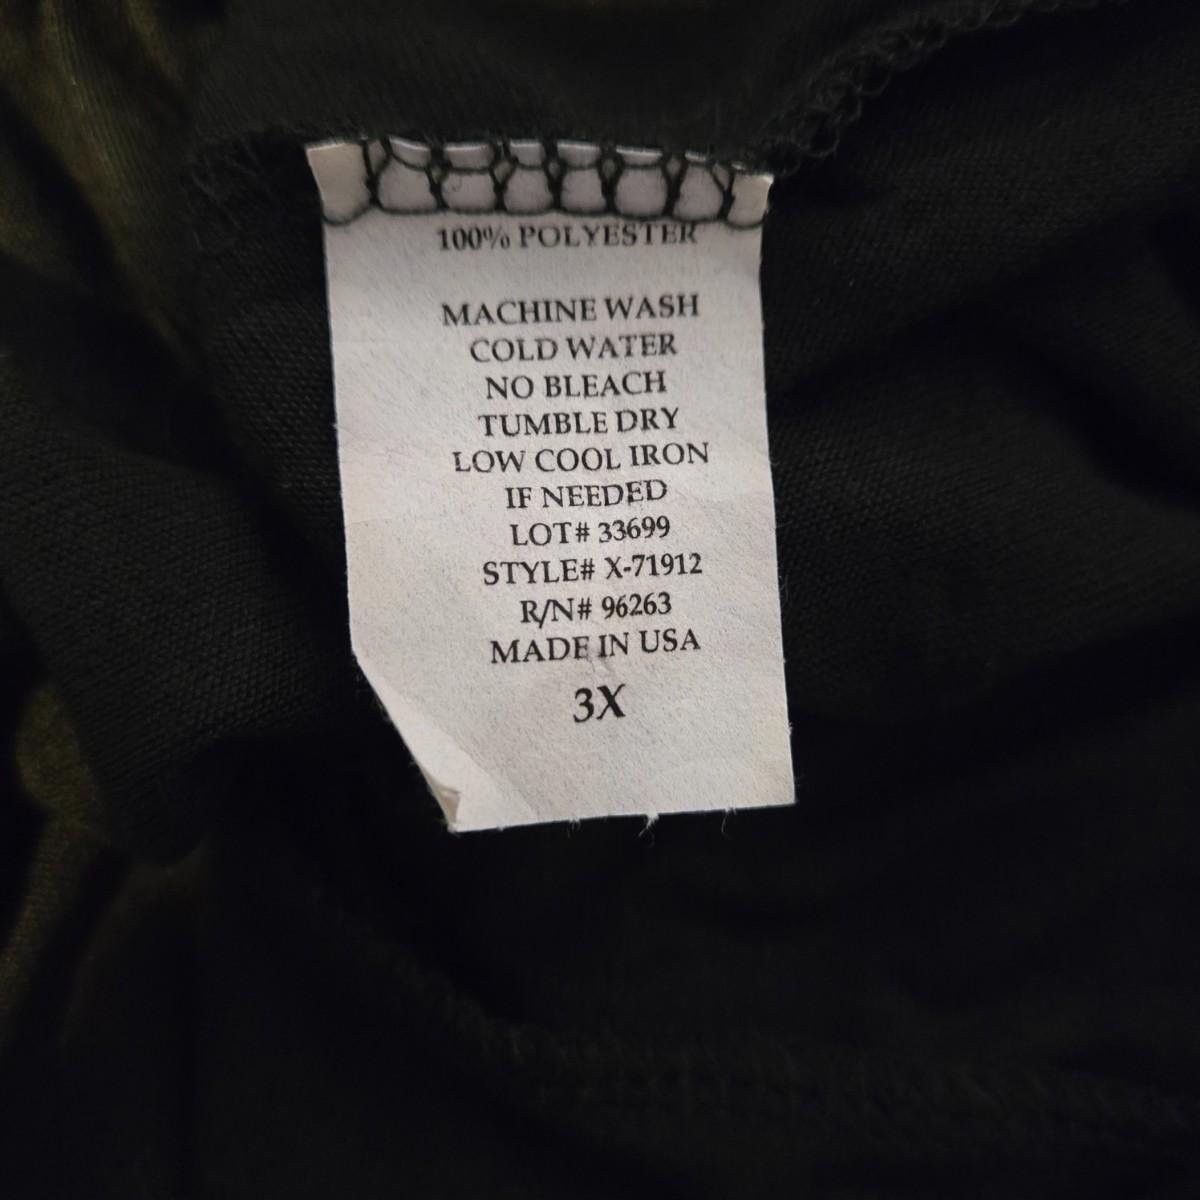 100% POLYESTER
MACHINE WASH
COLD WATER
NO BLEACH
TUMBLE DRY
LOW COOL IRON
IF NEEDED
LOT# 33699
STYLE# X-71912
R/N# 96263
MADE IN USA
3X